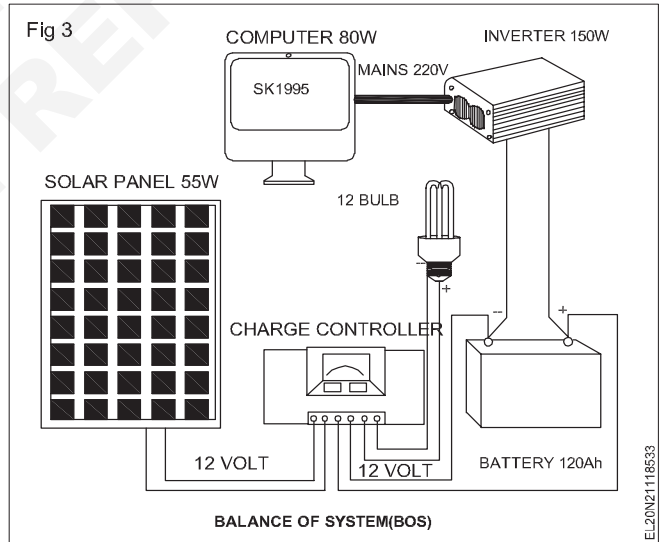 Fig 3
COMPUTER 80W
INVERTER 150W
MAINS 220V
SK1995
SOLAR PANEL 55W
12 BULB
--
+
CHARGE CONTROLLER
--
+
12 VOLT
12 VOLT
BATTERY 120Ah
BALANCE OF SYSTEM(BOS)
EL20N21118533